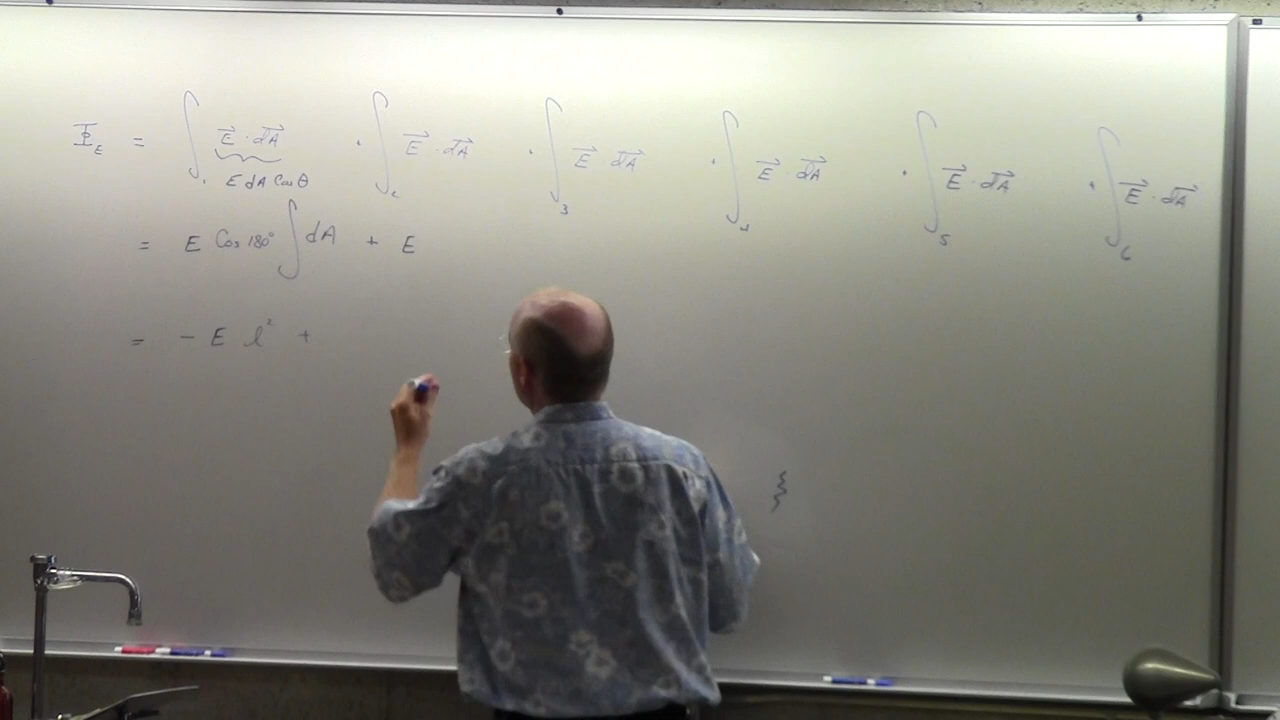 Φ_E = ∫₁ E⃗ · dA⃗ · ∫₂ E⃗ · dA⃗ · ∫₃ E⃗ · dA⃗ · ∫₄ E⃗ · dA⃗ · ∫₅ E⃗ · dA⃗ · ∫₆ E⃗ · dA⃗
E dA Cos θ
= E Cos 180° ∫ dA + E
= - E l² +